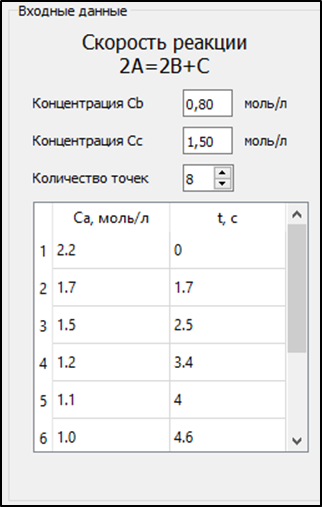 Входные данные
Скорость реакции
2A=2B+C
Концентрация Cb 0,80 моль/л
Концентрация Cc 1,50 моль/л
Количество точек 8
Ca, моль/л t, c
1 2.2 0
2 1.7 1.7
3 1.5 2.5
4 1.2 3.4
5 1.1 4
6 1.0 4.6